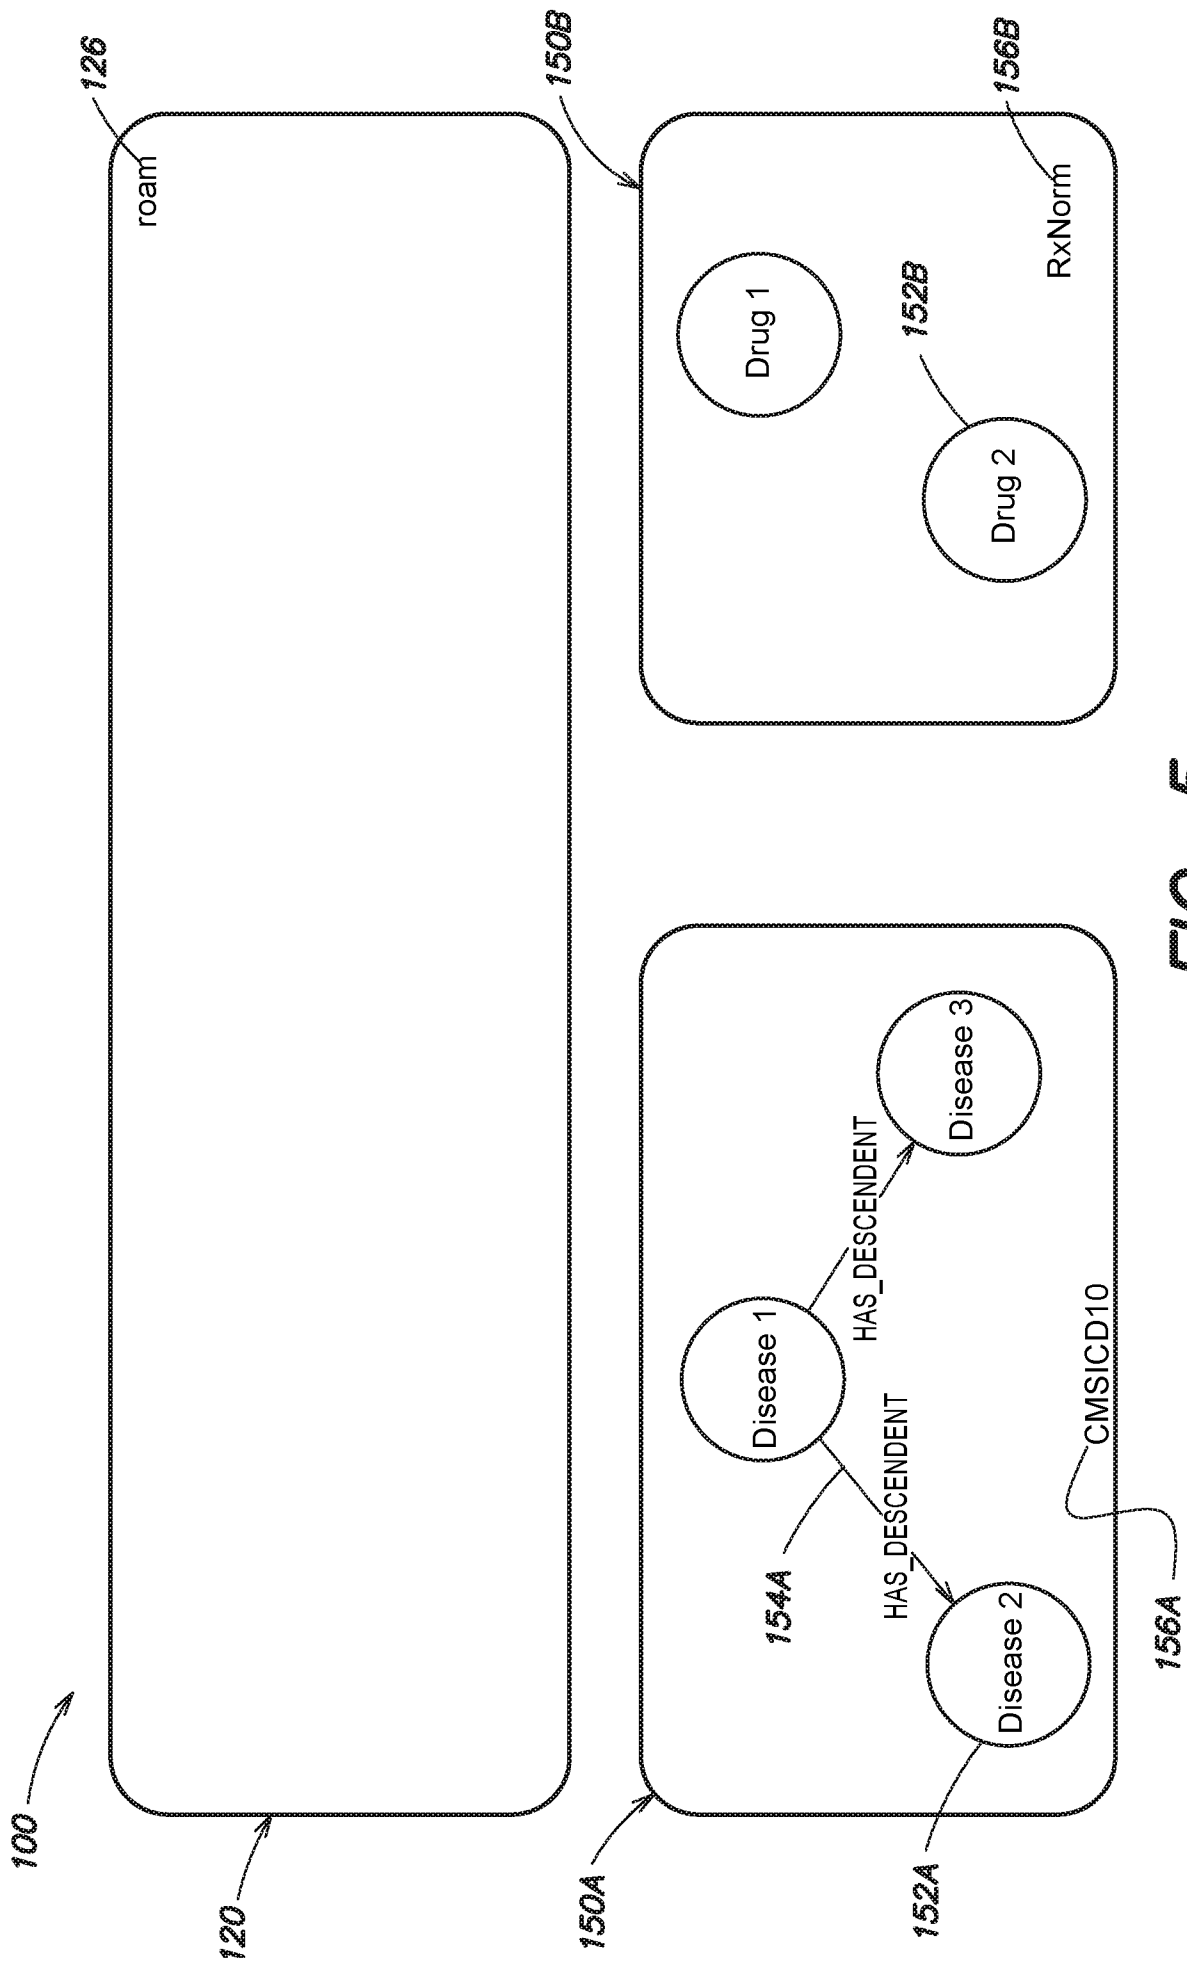 100
120
126
roam
150A
150B
Disease 1
HAS_DESCENDENT
HAS_DESCENDENT
154A
Disease 2
Disease 3
152A
CMSICD10
156A
Drug 1
Drug 2
152B
RxNorm
156B